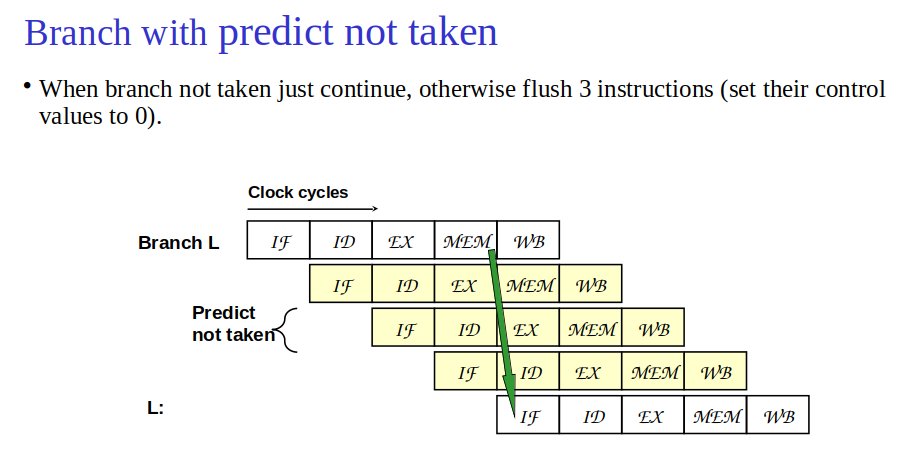 Branch with predict not taken
• When branch not taken just continue, otherwise flush 3 instructions (set their control
values to 0).
Clock cycles
Branch L IF ID EX MEM WB
IF ID EX MEM WB
Predict
not taken
IF ID EX MEM WB
IF ID EX MEM WB
L: IF ID EX MEM WB